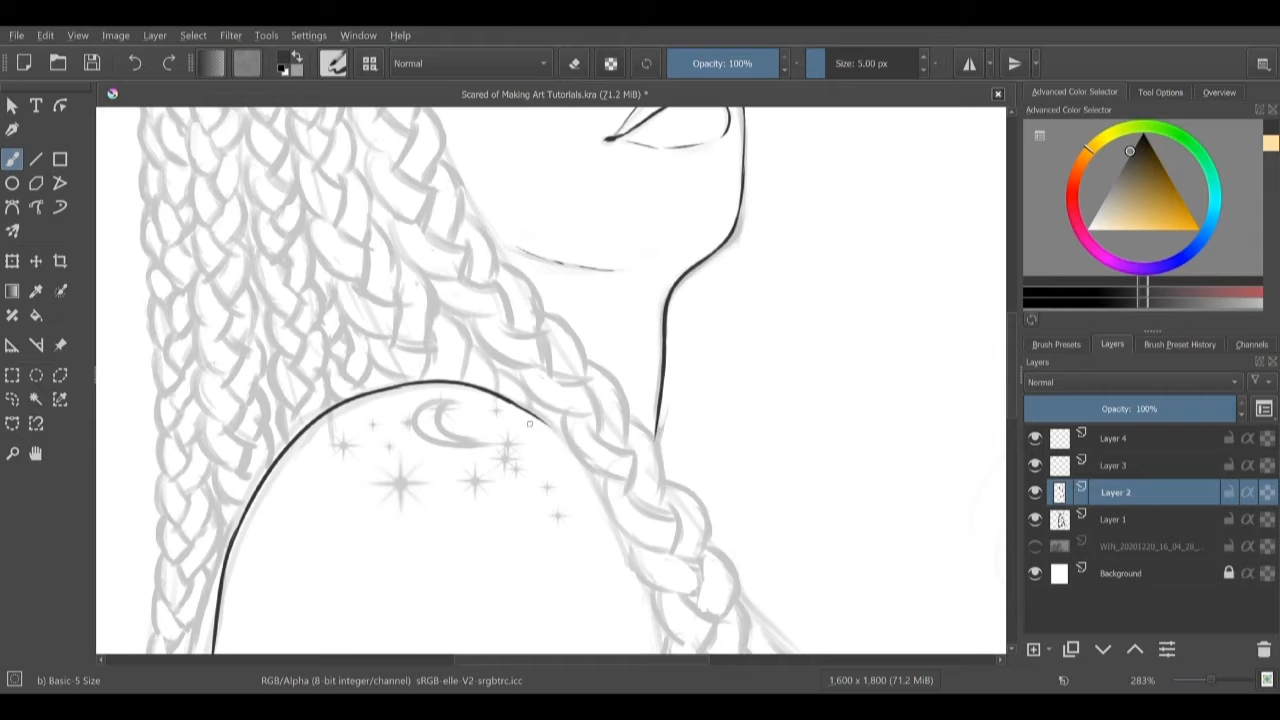 File Edit View Image Layer Select Filter Tools Settings Window Help
Normal
Opacity: 100%
Size: 5.00 px
Scared of Making Art Tutorials.kra (71.2 MiB) *
Advanced Color Selector Tool Options Overview
Advanced Color Selector
Brush Presets Layers Brush Preset History Channels
Layers
Normal
Opacity: 100%
Layer 4
Layer 3
Layer 2
Layer 1
WIN_20201220_16_04_28_...
Background
b) Basic-5 Size
RGB/Alpha (8-bit integer/channel) sRGB-elle-V2-srgbtrc.icc
1,600 x 1,800 (71.2 MiB)
283%